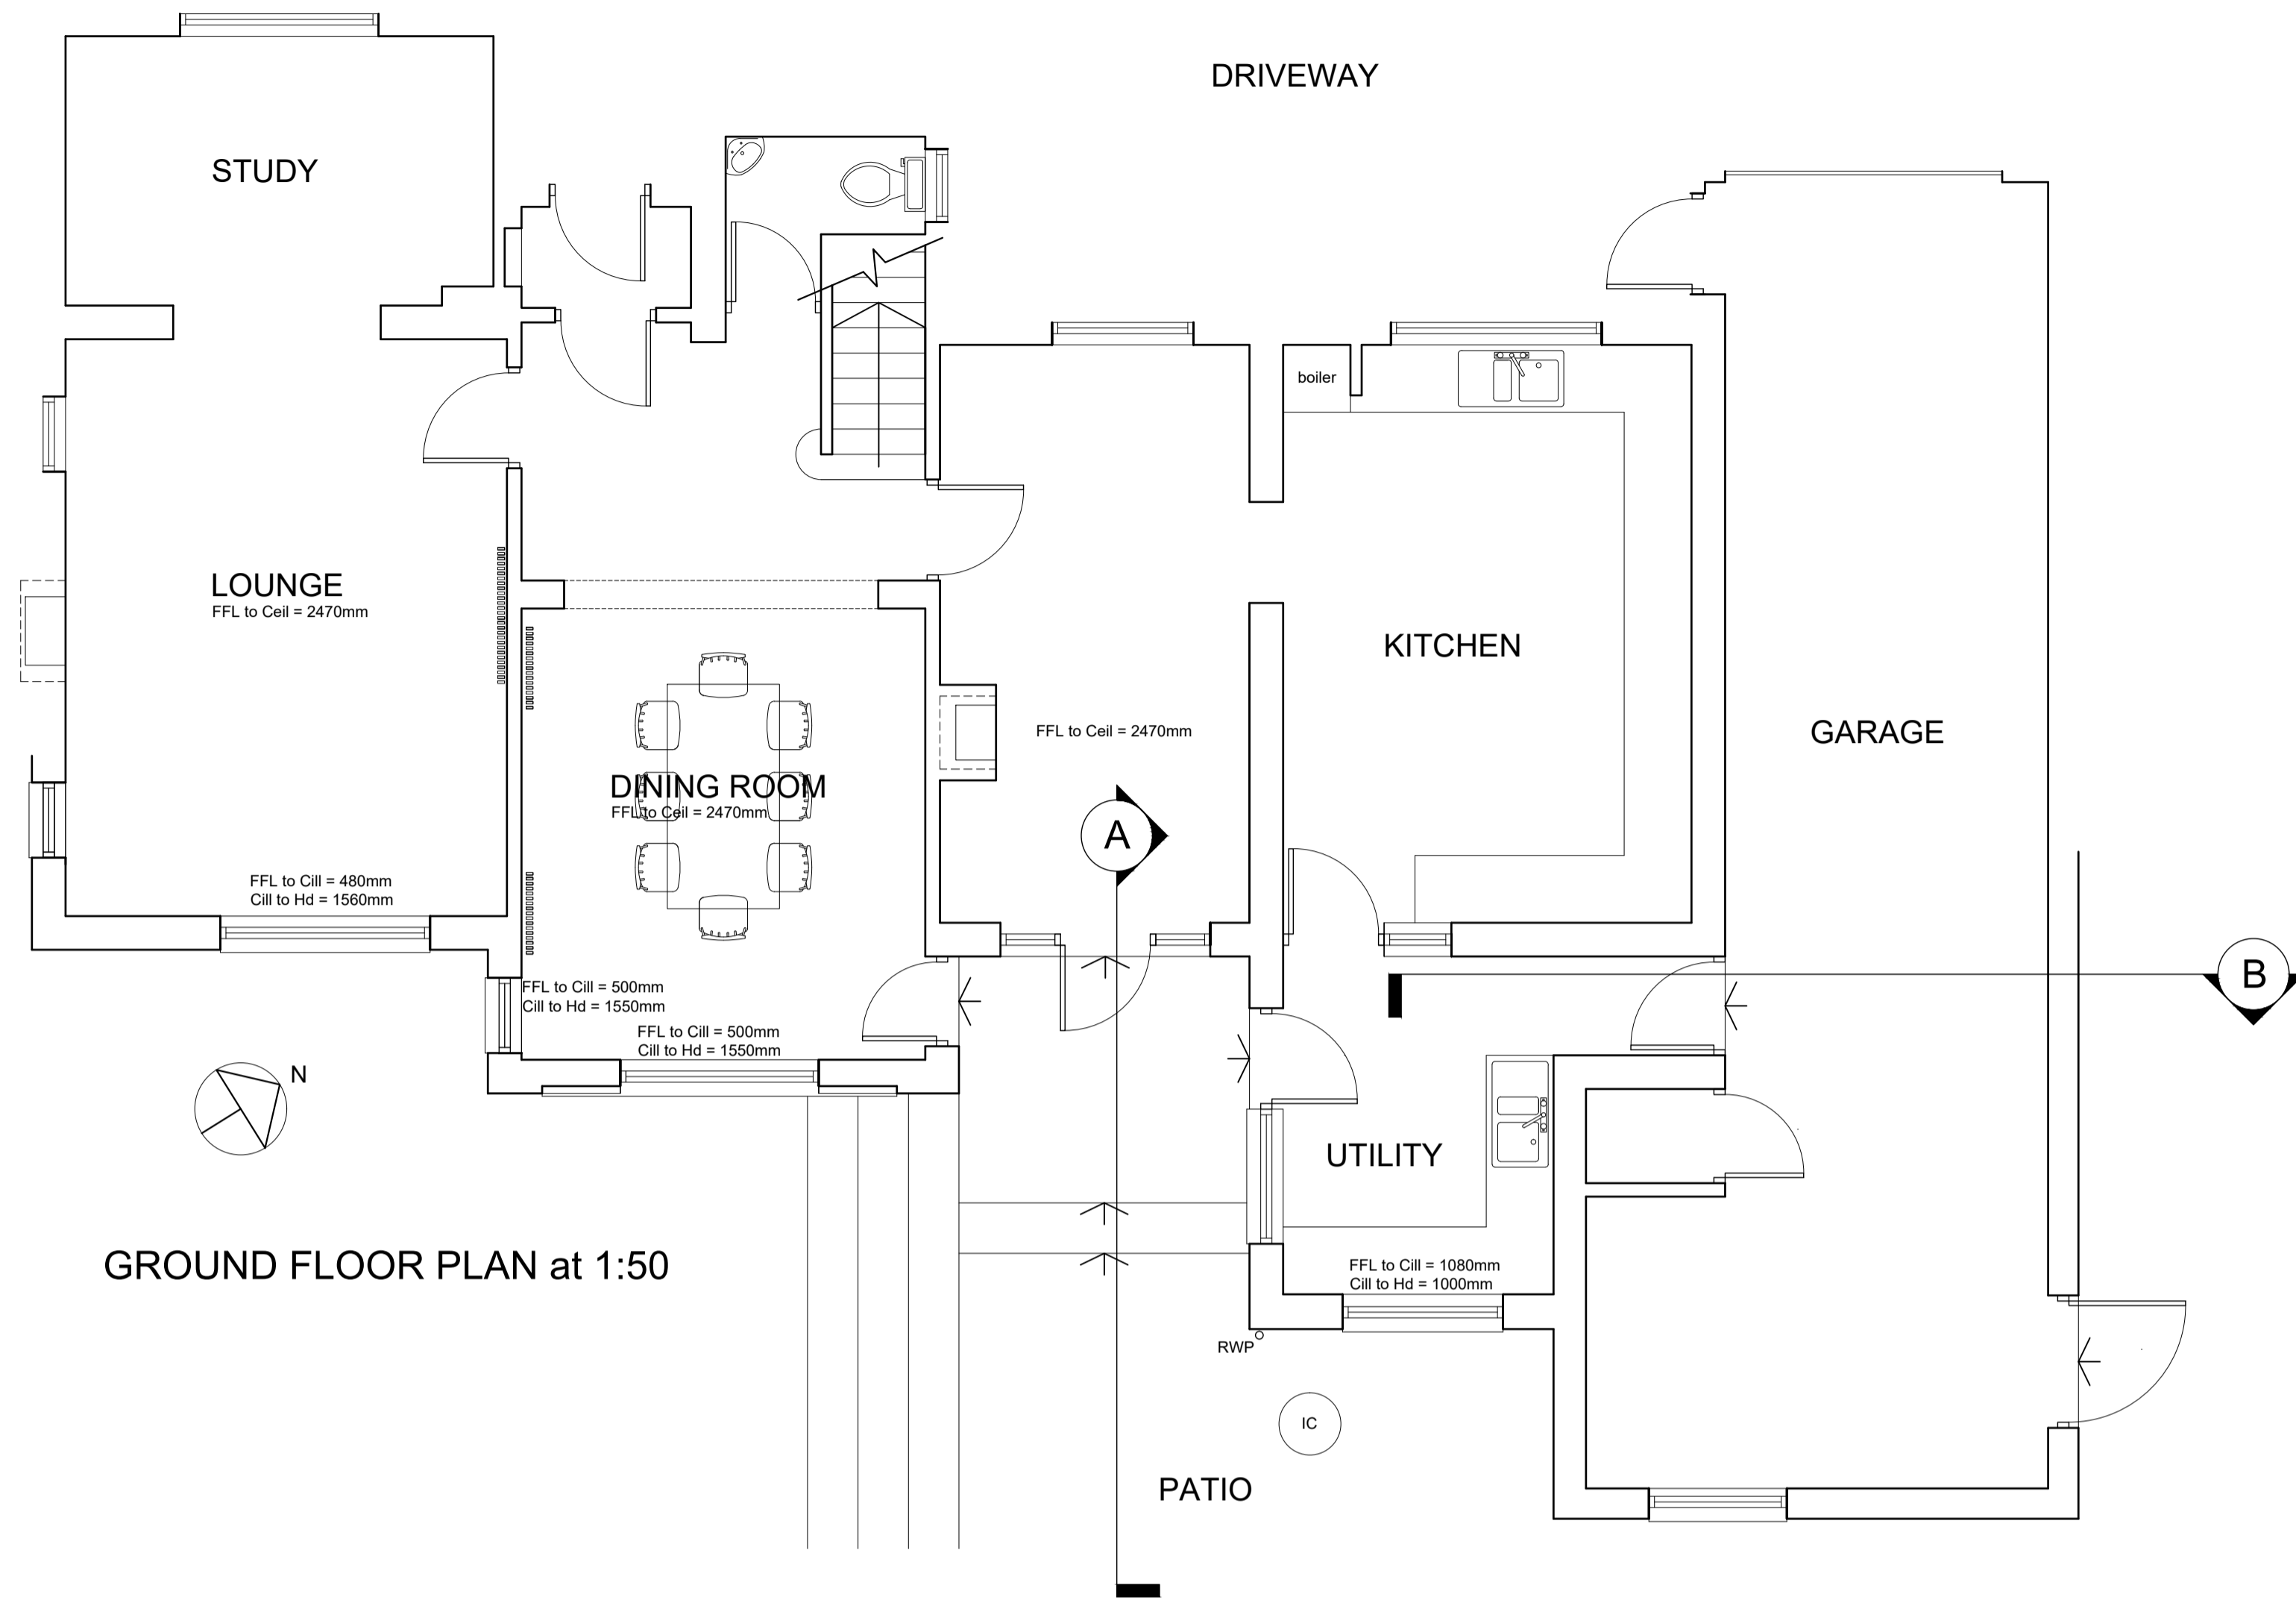 DRIVEWAY
STUDY
boiler
LOUNGE
FFL to Ceil = 2470mm
KITCHEN
FFL to Ceil = 2470mm
GARAGE
DINING ROOM
FFL to Ceil = 2470mm
A
FFL to Cill = 480mm
Cill to Hd = 1560mm
B
FFL to Cill = 500mm
Cill to Hd = 1550mm
FFL to Cill = 500mm
Cill to Hd = 1550mm
N
UTILITY
GROUND FLOOR PLAN at 1:50
FFL to Cill = 1080mm
Cill to Hd = 1000mm
RWP
IC
PATIO